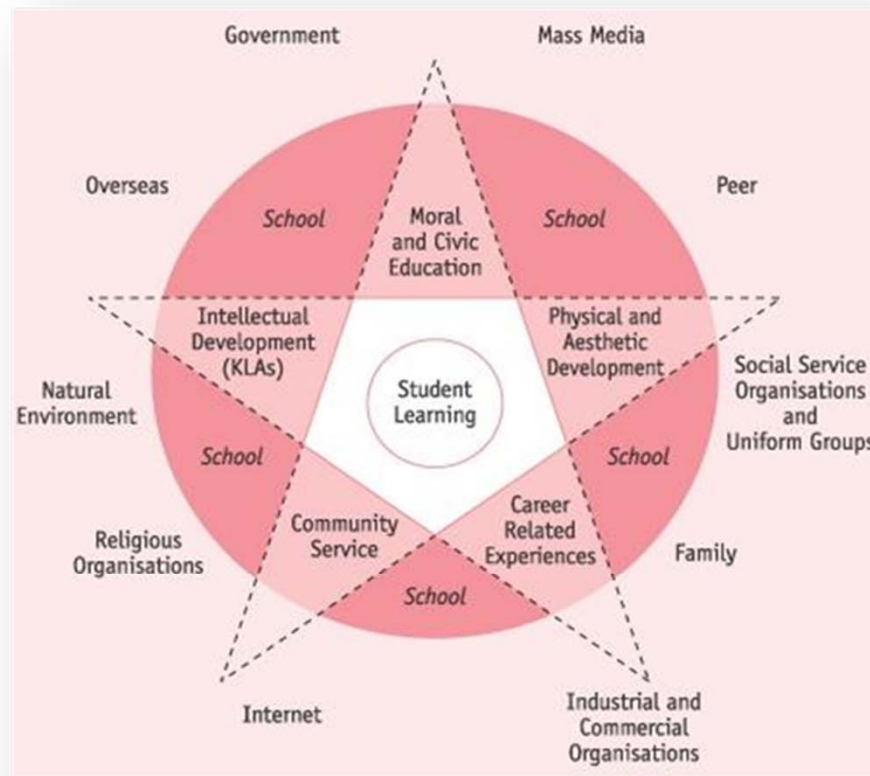 Government
Mass Media
Overseas
Peer
School
School
Moral
and Civic
Education
Intellectual
Development
(KLAs)
Physical and
Aesthetic
Development
Student
Learning
Natural
Environment
Social Service
Organisations
and
Uniform Groups
School
School
Community
Service
Career
Related
Experiences
Religious
Organisations
Family
School
Internet
Industrial and
Commercial
Organisations